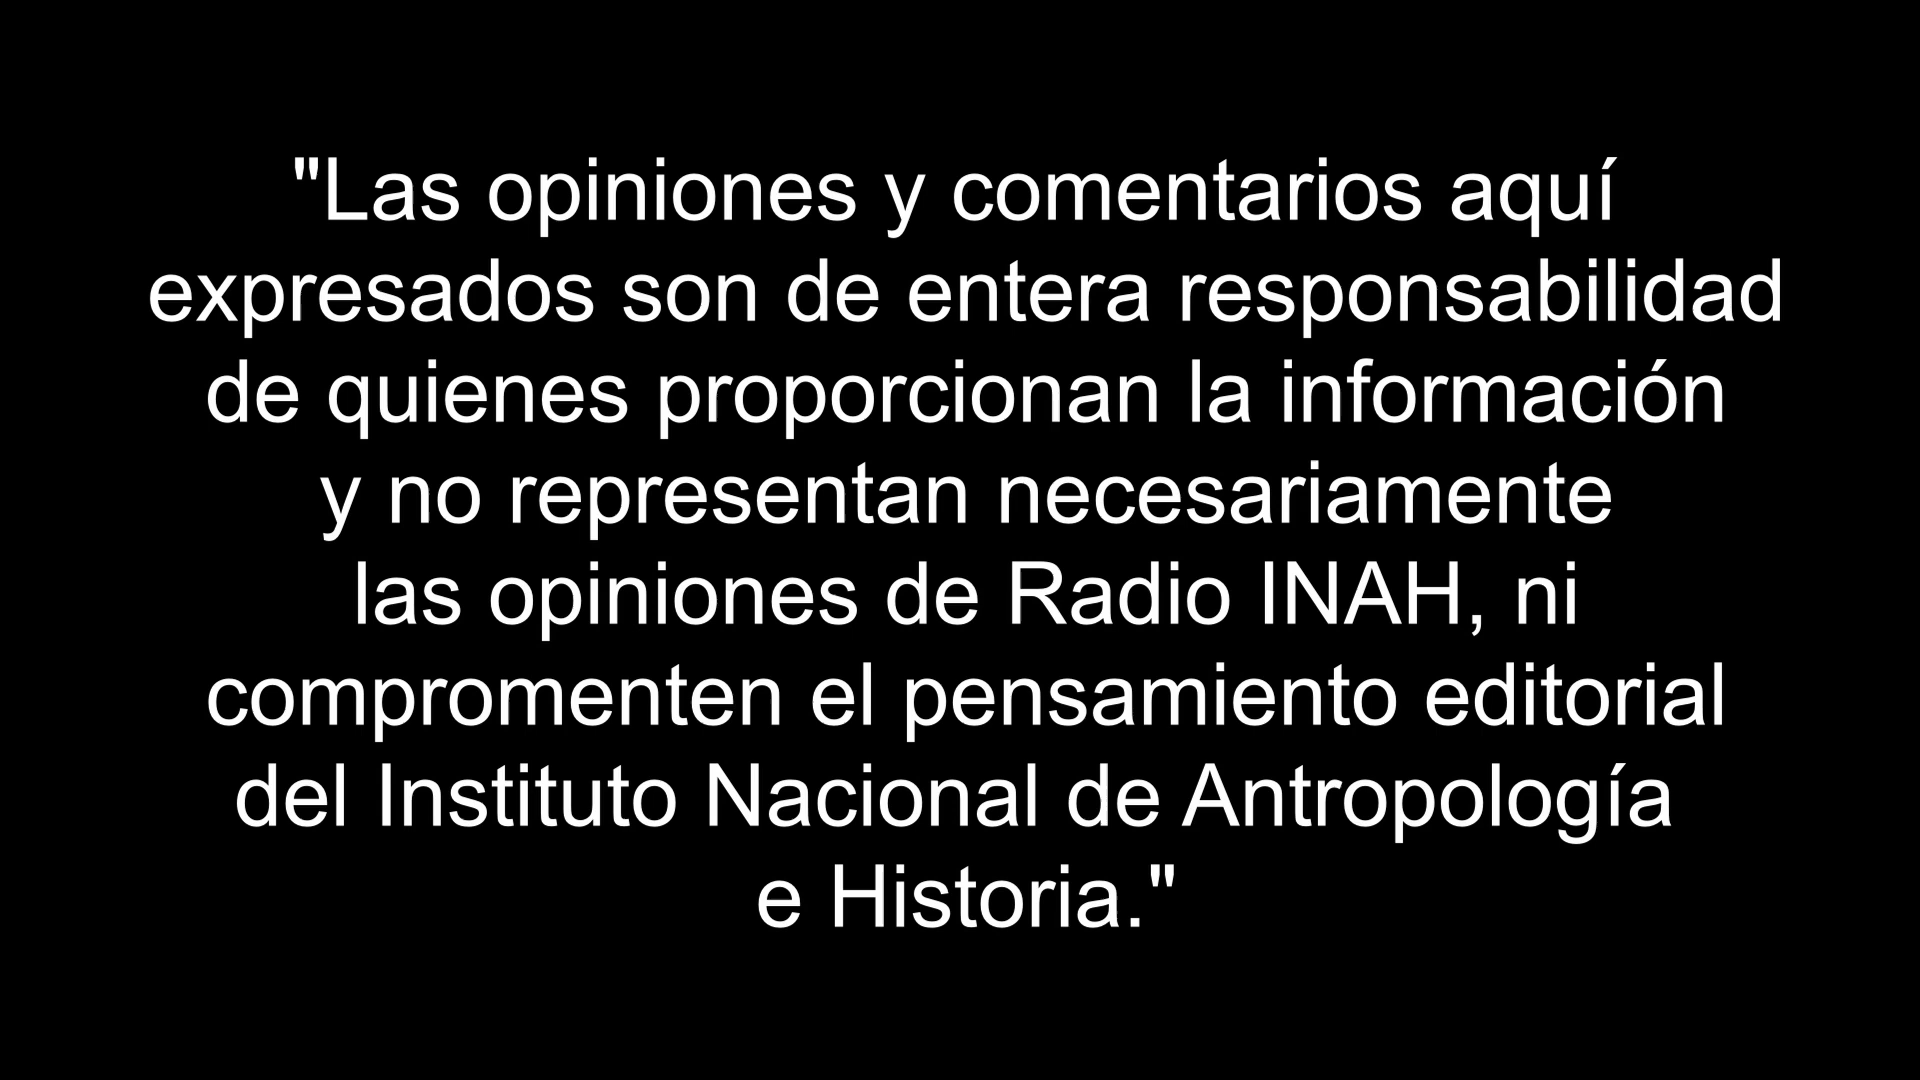 "Las opiniones y comentarios aquí
expresados son de entera responsabilidad
de quienes proporcionan la información
y no representan necesariamente
las opiniones de Radio INAH, ni
compromenten el pensamiento editorial
del Instituto Nacional de Antropología
e Historia."